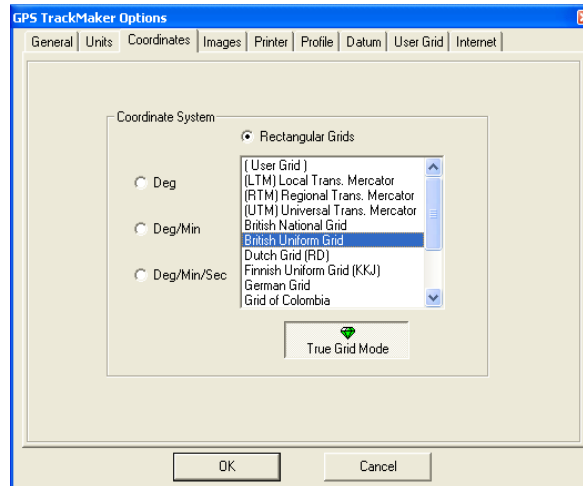 GPS TrackMaker Options
General Units Coordinates Images Printer Profile Datum User Grid Internet
Coordinate System
Rectangular Grids
Deg
Deg/Min
Deg/Min/Sec
( User Grid )
(LTM) Local Trans. Mercator
(RTM) Regional Trans. Mercator
(UTM) Universal Trans. Mercator
British National Grid
British Uniform Grid
Dutch Grid (RD)
Finnish Uniform Grid (KKJ)
German Grid
Grid of Colombia
True Grid Mode
OK Cancel